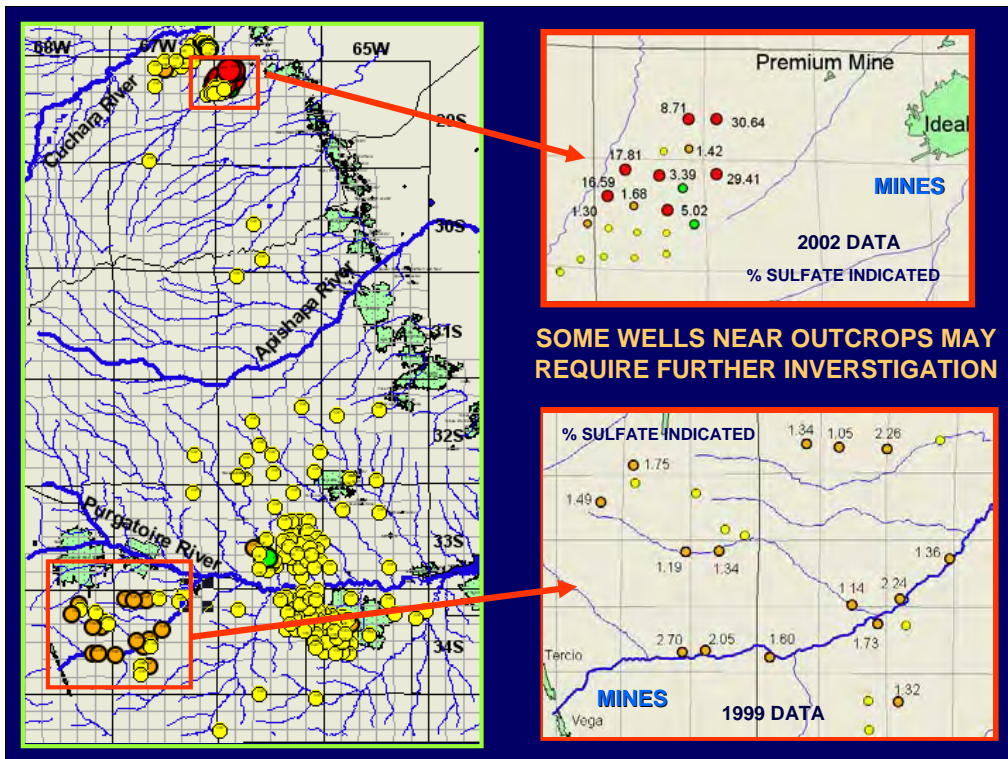 68W
67W
65W
Cuchara River
29S
30S
Apishapa River
31S
32S
Purgatoire River
33S
34S
Premium Mine
8.71
30.64
Ideal
17.81
1.42
3.39
29.41
MINES
16.59
1.68
1.30
5.02
2002 DATA
% SULFATE INDICATED
SOME WELLS NEAR OUTCROPS MAY
REQUIRE FURTHER INVERSTIGATION
% SULFATE INDICATED
1.34
1.05
2.26
1.75
1.49
1.36
1.19
1.34
1.14
2.24
2.70
2.05
1.60
1.73
Tercio
MINES
1.32
Vega
1999 DATA